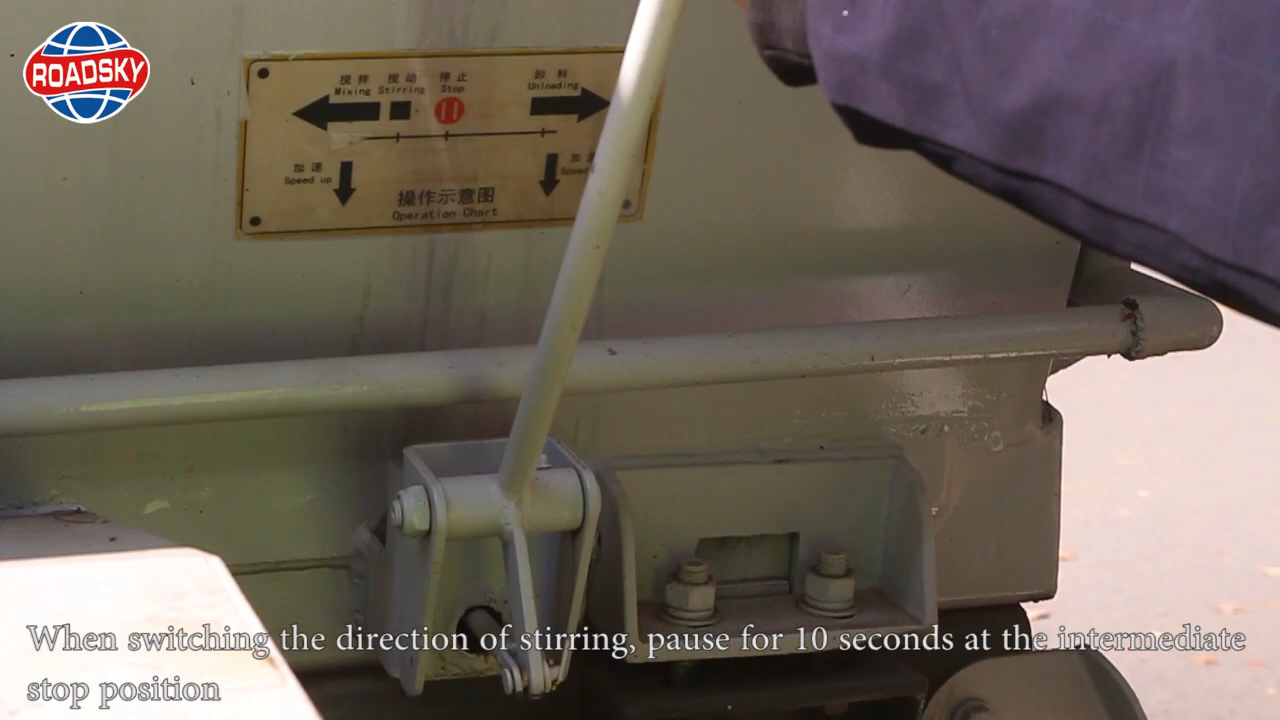 ROADSKY
搅拌 搅动 停止 卸料
Mixing Stirring Stop Unloading
加速 加速
Speed up Speed
操作示意图
Operation Chart
When switching the direction of stirring, pause for 10 seconds at the intermediate
stop position